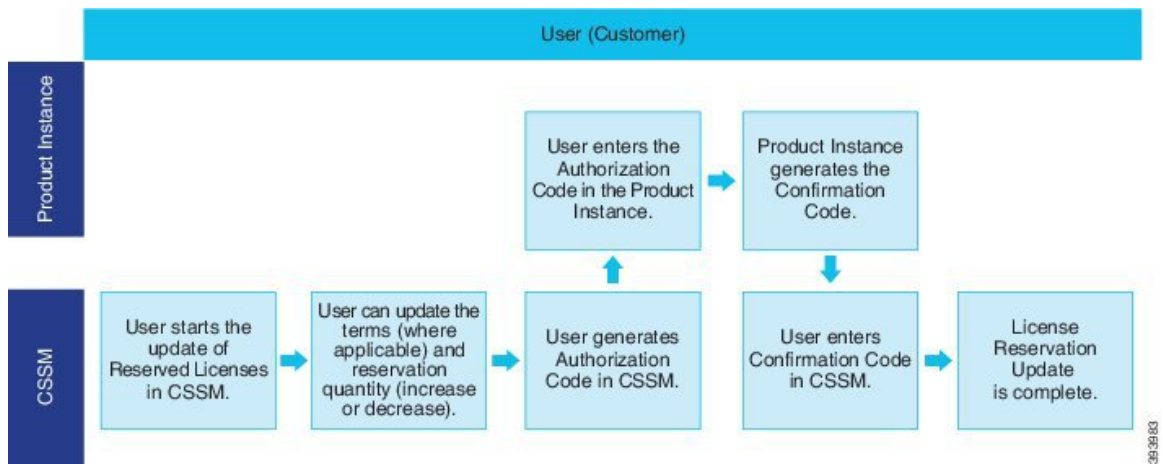 User (Customer)
Product Instance
User enters the
Authorization
Code in the Product
Instance.
Product Instance
generates the
Confirmation
Code.
CSSM
User starts the
update of
Reserved Licenses
in CSSM.
User can update the
terms (where
applicable) and
reservation
quantity (increase
or decrease).
User generates
Authorization
Code in CSSM.
User enters
Confirmation Code
in CSSM.
License
Reservation
Update
is complete.
393983